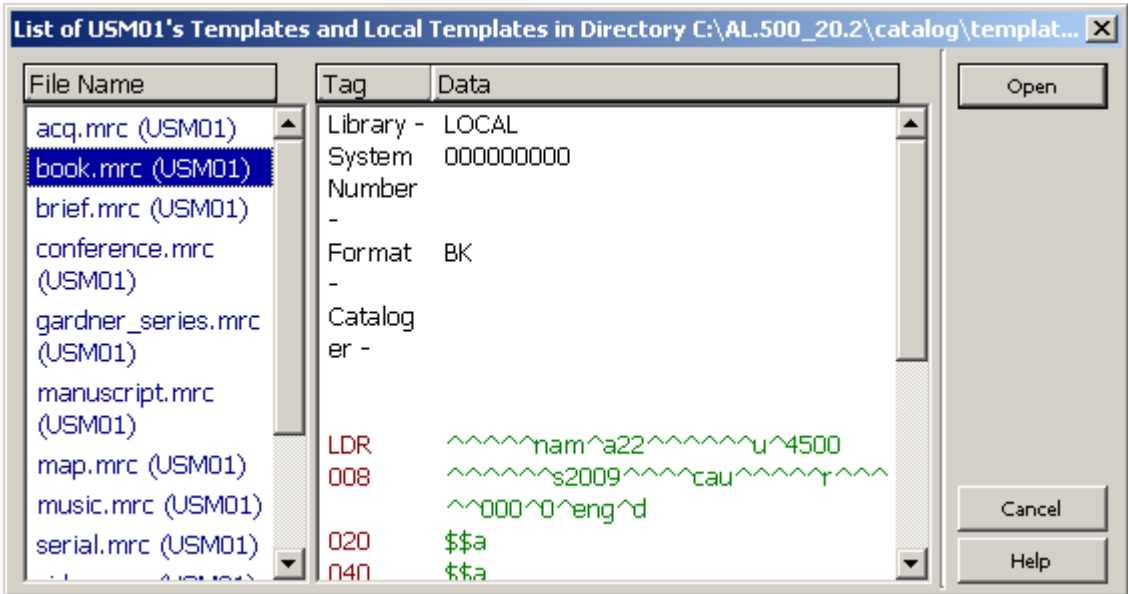 List of USM01's Templates and Local Templates in Directory C:\AL.500_20.2\catalog\templat...
File Name
acq.mrc (USM01)
book.mrc (USM01)
brief.mrc (USM01)
conference.mrc
(USM01)
gardner_series.mrc
(USM01)
manuscript.mrc
(USM01)
map.mrc (USM01)
music.mrc (USM01)
serial.mrc (USM01)
Tag Data
Library - LOCAL
System 000000000
Number
-
Format BK
-
Catalog
er -
LDR ^^^^^nam^a22^^^^^^u^4500
008 ^^^^^^s2009^^^^cau^^^^^r^^^
^^000^0^eng^d
020 $$a
040 $$a
Open
Cancel
Help